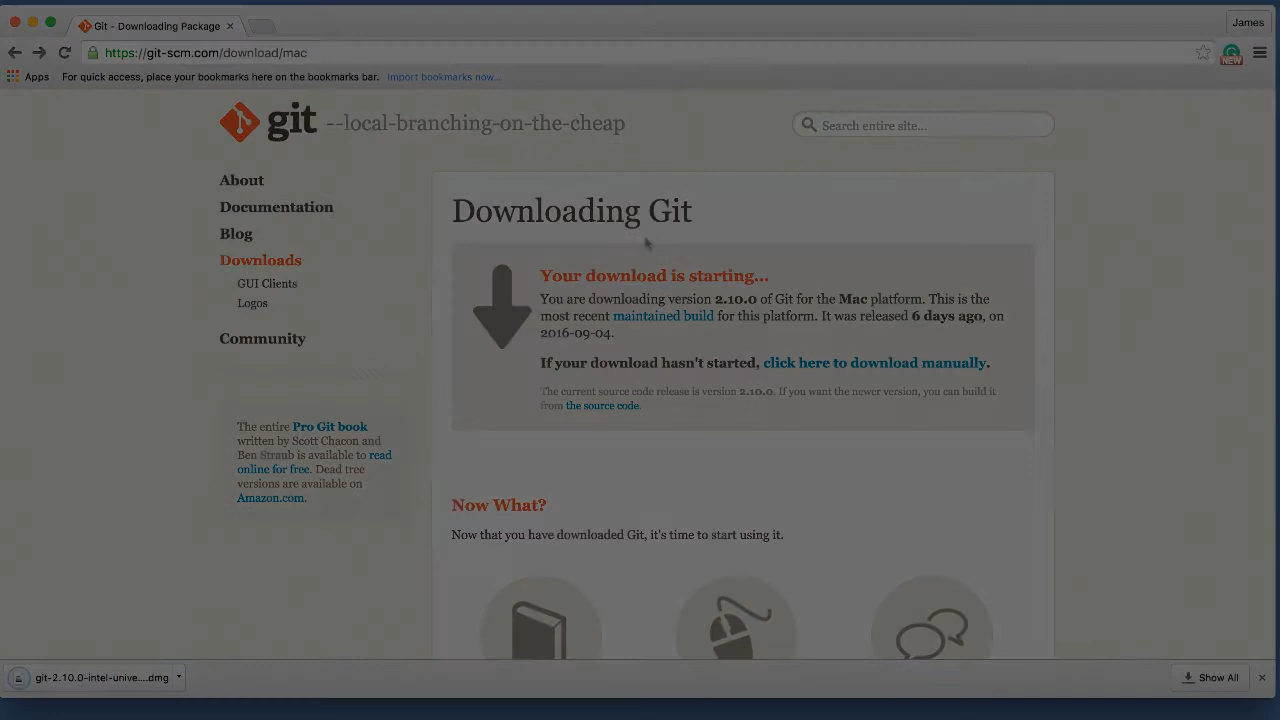 Git - Downloading Package
James
https://git-scm.com/download/mac
NEW
Apps For quick access, place your bookmarks here on the bookmarks bar. Import bookmarks now...
git --local-branching-on-the-cheap
Search entire site...
About
Documentation
Blog
Downloads
GUI Clients
Logos
Community
The entire Pro Git book
written by Scott Chacon and
Ben Straub is available to read
online for free. Dead tree
versions are available on
Amazon.com.
Downloading Git
Your download is starting...
You are downloading version 2.10.0 of Git for the Mac platform. This is the
most recent maintained build for this platform. It was released 6 days ago, on
2016-09-04.
If your download hasn't started, click here to download manually.
The current source code release is version 2.10.0. If you want the newer version, you can build it
from the source code.
Now What?
Now that you have downloaded Git, it's time to start using it.
git-2.10.0-intel-unive....dmg
Show All